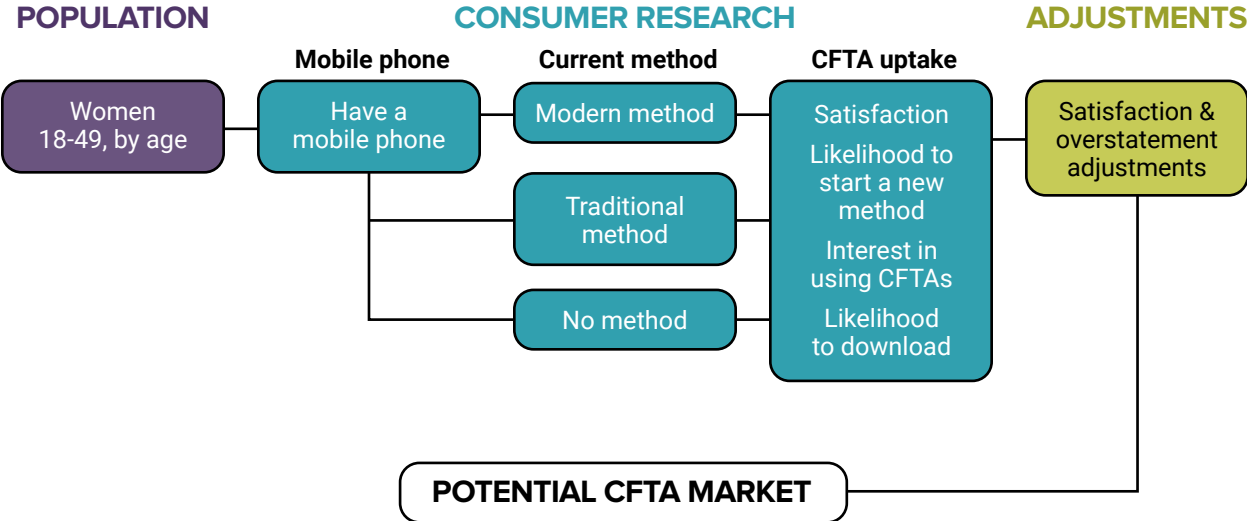 POPULATION
CONSUMER RESEARCH
ADJUSTMENTS
Mobile phone
Current method
CFTA uptake
Women
18-49, by age
Have a
mobile phone
Modern method
Traditional
method
No method
Satisfaction
Likelihood to
start a new
method
Interest in
using CFTAs
Likelihood
to download
Satisfaction &
overstatement
adjustments
POTENTIAL CFTA MARKET